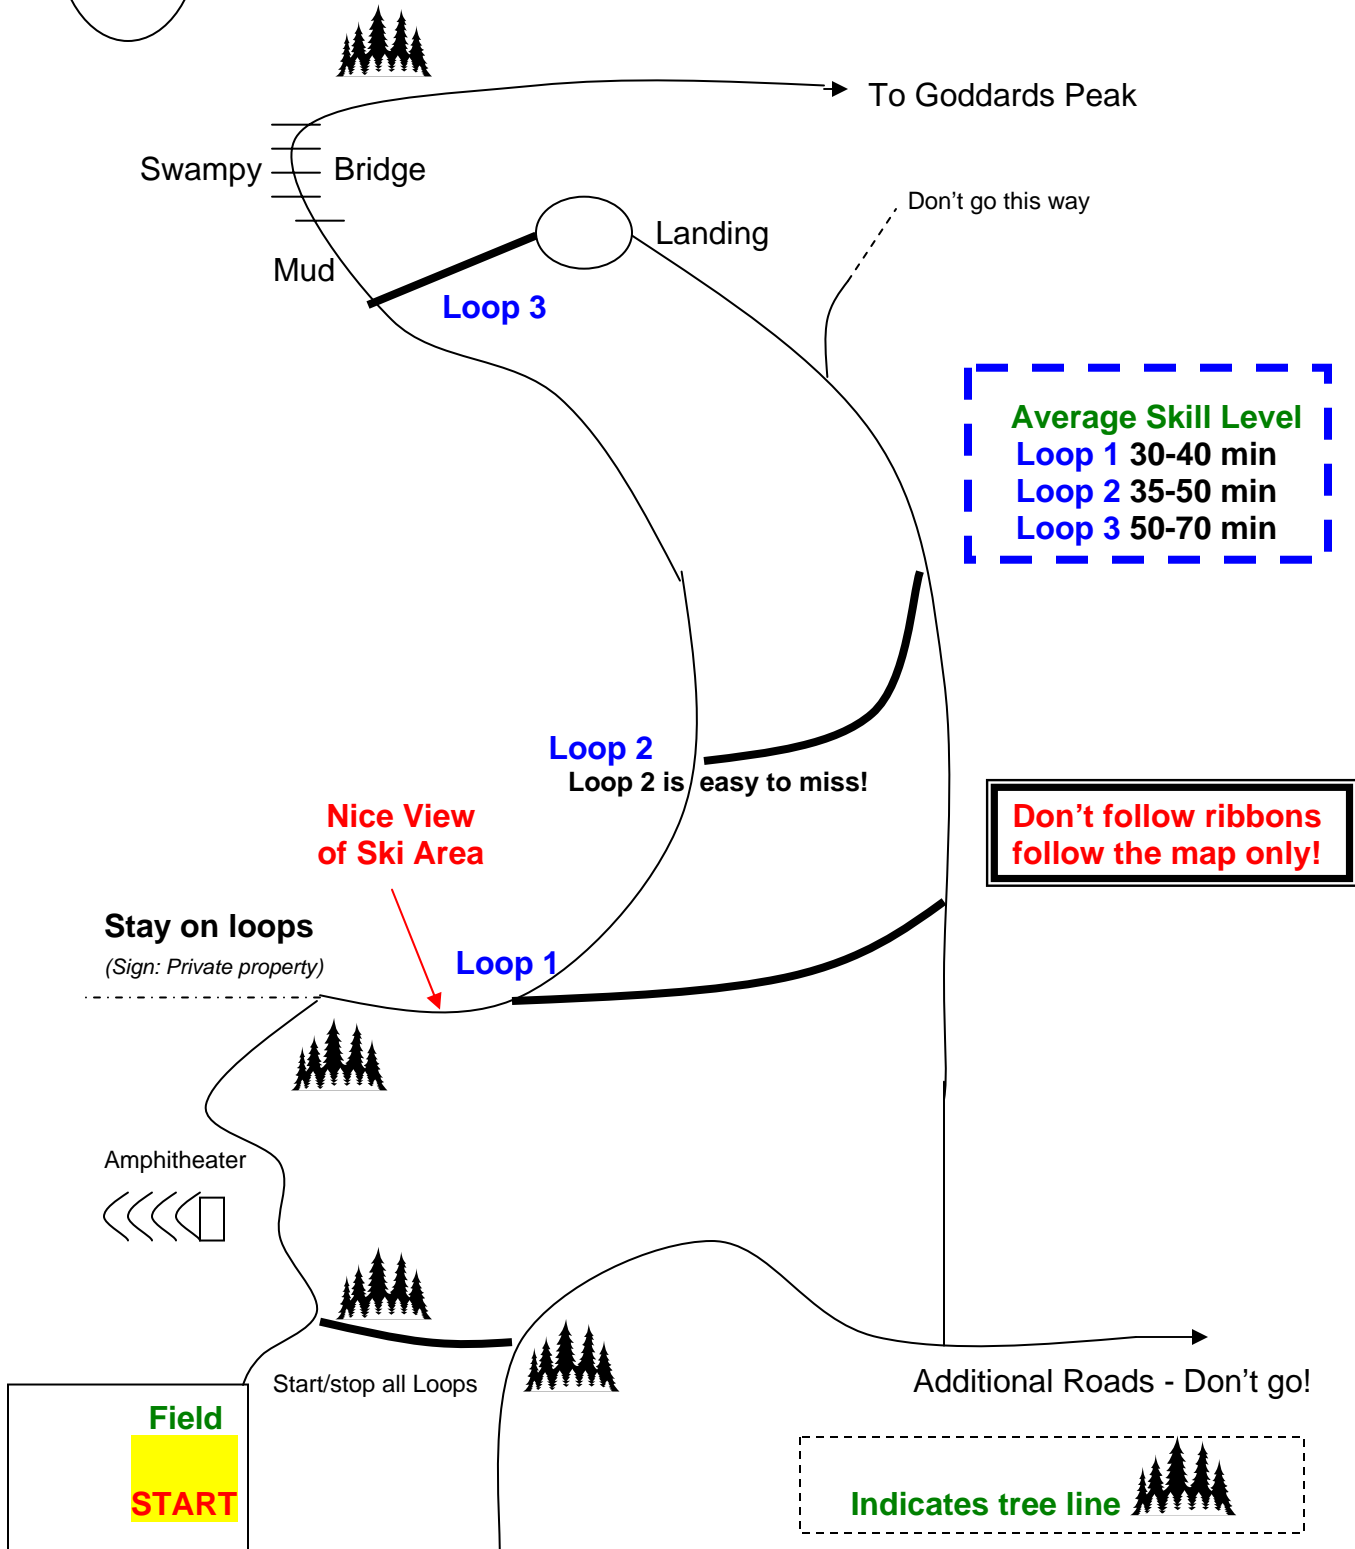 To Goddards Peak
Swampy Bridge
Don't go this way
Landing
Mud
Loop 3
Average Skill Level
Loop 1 30-40 min
Loop 2 35-50 min
Loop 3 50-70 min
Loop 2
Loop 2 is easy to miss!
Nice View
of Ski Area
Don't follow ribbons
follow the map only!
Stay on loops
(Sign: Private property)
Loop 1
Amphitheater
Start/stop all Loops
Additional Roads - Don't go!
Field
START
Indicates tree line